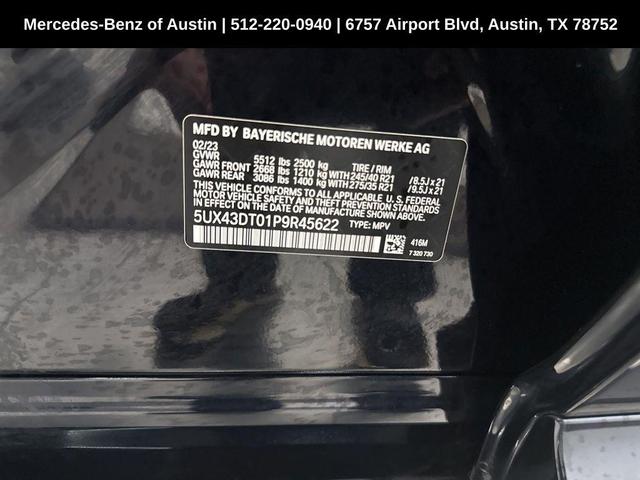 Mercedes-Benz of Austin | 512-220-0940 | 6757 Airport Blvd, Austin, TX 78752
MFD BY BAYERISCHE MOTOREN WERKE AG
02/23
GVWR 5512 lbs 2500 kg TIRE / RIM
GAWR FRONT 2668 lbs 1210 kg WITH 245/40 R21 /8.5J x 21
GAWR REAR 3086 lbs 1400 kg WITH 275/35 R21 /9.5J x 21
THIS VEHICLE CONFORMS TO ALL APPLICABLE U.S. FEDERAL
MOTOR VEHICLE SAFETY STANDARDS
IN EFFECT ON THE DATE OF MANUFACTURE SHOWN ABOVE.
5UX43DT01P9R45622 TYPE: MPV
416M
7 320 730